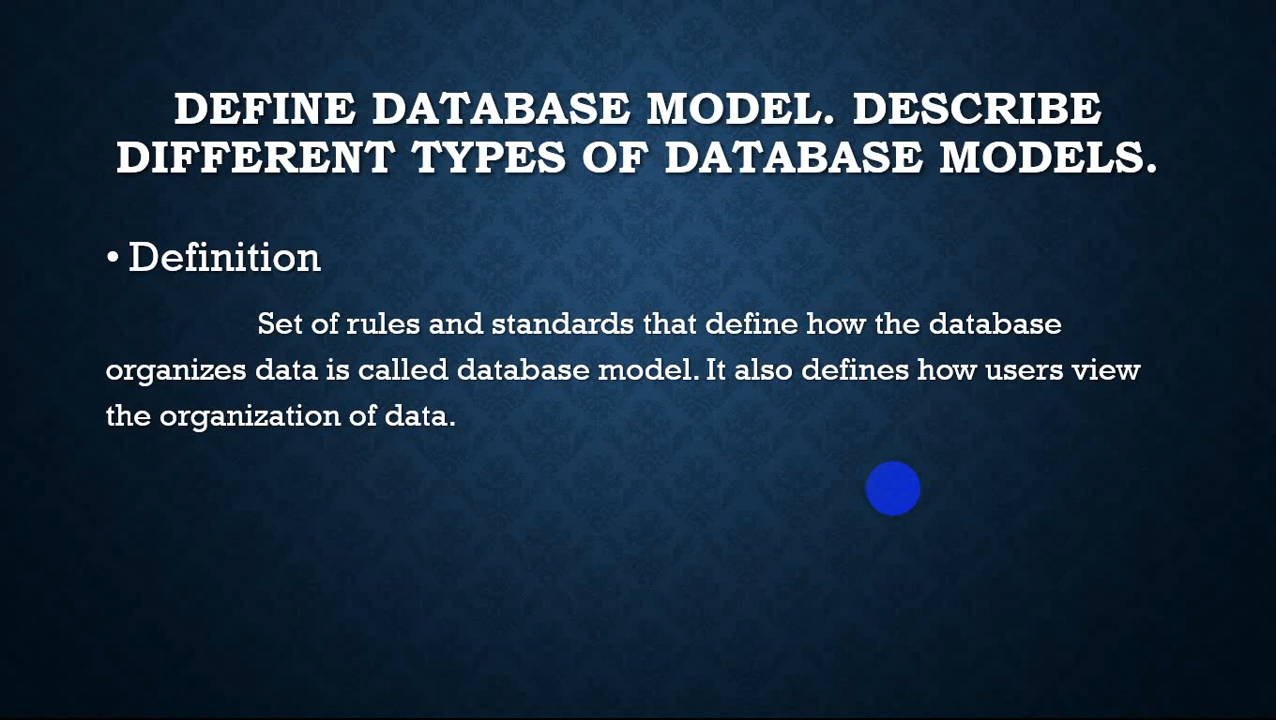 DEFINE DATABASE MODEL. DESCRIBE
DIFFERENT TYPES OF DATABASE MODELS.
• Definition
Set of rules and standards that define how the database
organizes data is called database model. It also defines how users view
the organization of data.